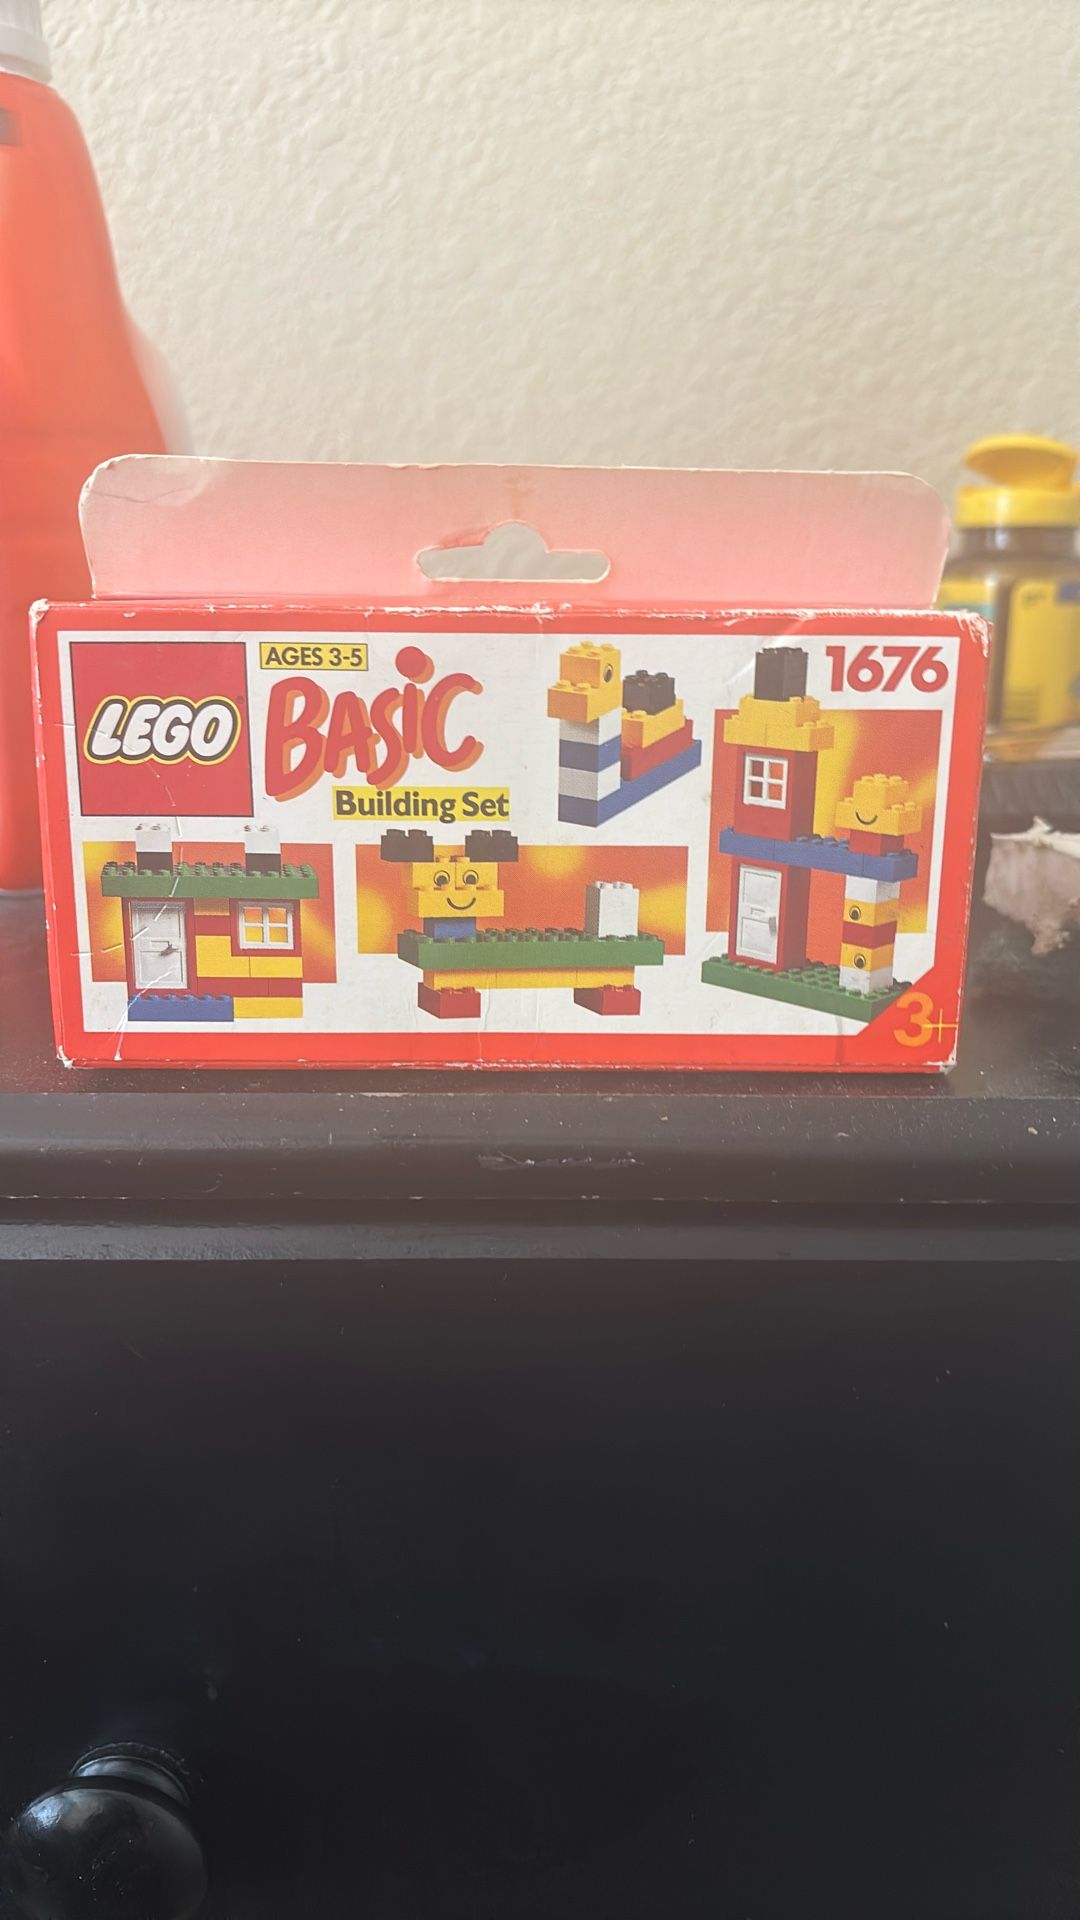 LEGO
AGES 3-5
BASiC
Building Set
1676
3+